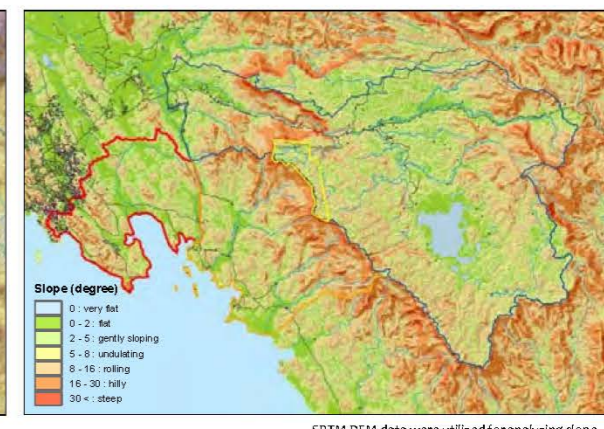 Slope (degree)
0 : very flat
0 - 2 : flat
2 - 5 : gently sloping
5 - 8 : undulating
8 - 16 : rolling
16 - 30 : hilly
30 < : steep
SRTM DEM data were utilized for analyzing slope